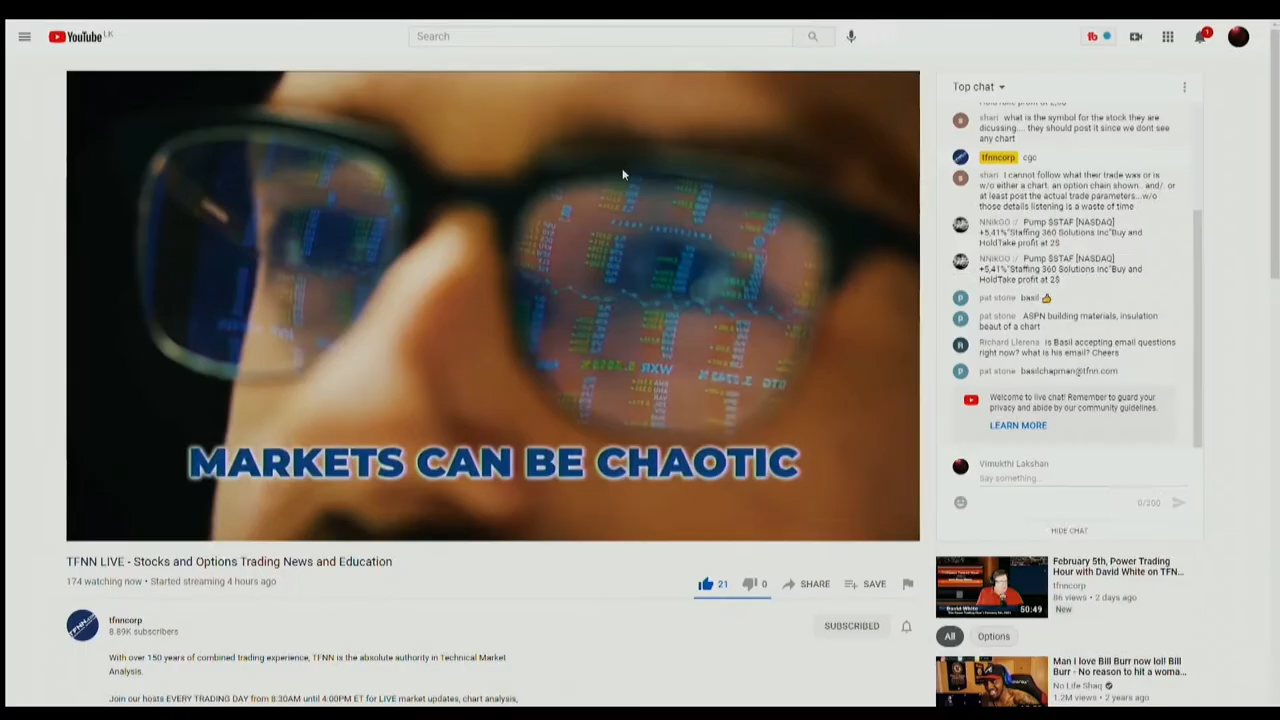 YouTube LK
Search
tb
1
MARKETS CAN BE CHAOTIC
WXR
TFNN LIVE - Stocks and Options Trading News and Education
174 watching now • Started streaming 4 hours ago
21
0
SHARE
SAVE
tfnncorp
8.89K subscribers
SUBSCRIBED
With over 150 years of combined trading experience, TFNN is the absolute authority in Technical Market
Analysis.
Join our hosts EVERY TRADING DAY from 8:30AM until 4:00PM ET for LIVE market updates, chart analysis,
Top chat
shari what is the symbol for the stock they are
dicussing.... they should post it since we dont see
any chart
tfnncorp cgc
shari I cannot follow what their trade was or is
w/o either a chart. an option chain shown.. and/. or
at least post the actual trade parameters...w/o
those details listening is a waste of time
NNIKGO :/ Pump $STAF [NASDAQ]
+5,41%"Staffing 360 Solutions Inc"Buy and
HoldTake profit at 2$
NNIKGO :/ Pump $STAF [NASDAQ]
+5,41%"Staffing 360 Solutions Inc"Buy and
HoldTake profit at 2$
pat stone basil 👍
pat stone ASPN building materials, insulation
beaut of a chart
Richard Llerena is Basil accepting email questions
right now? what is his email? Cheers
pat stone basilchapman@tfnn.com
Welcome to live chat! Remember to guard your
privacy and abide by our community guidelines.
LEARN MORE
Vimukthi Lakshan
Say something...
0/200
HIDE CHAT
February 5th, Power Trading
Hour with David White on TFN...
tfnncorp
86 views • 2 days ago
New
David White
50:49
All
Options
Man I love Bill Burr now lol! Bill
Burr - No reason to hit a woma...
No Life Shaq
1.2M views • 2 years ago